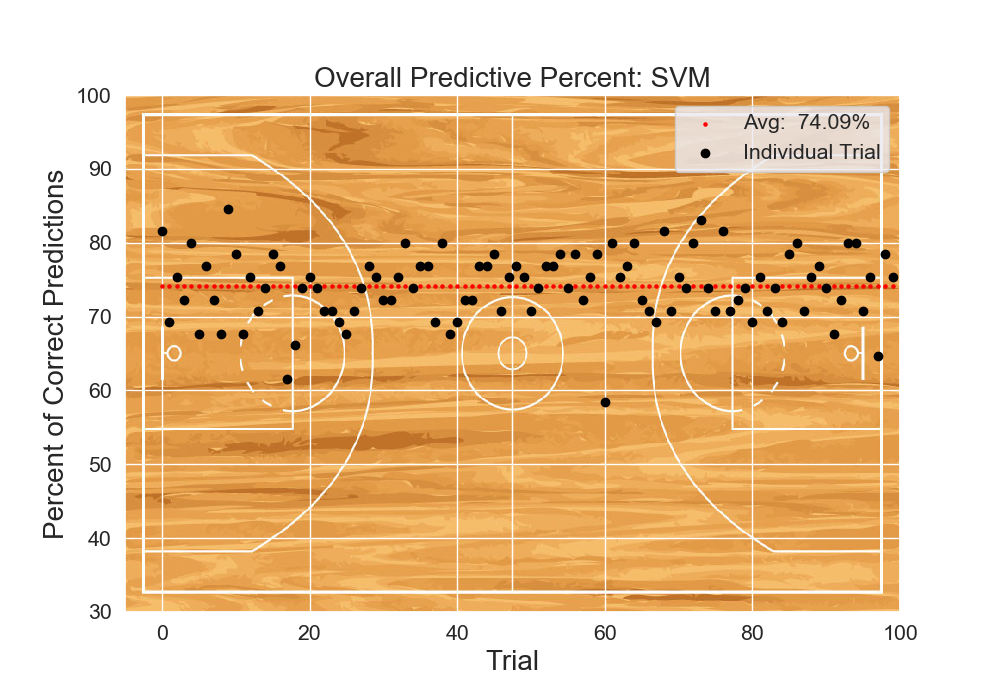 Overall Predictive Percent: SVM
100
90
80
70
60
50
40
30
Percent of Correct Predictions
Avg:  74.09%
Individual Trial
0 20 40 60 80 100
Trial